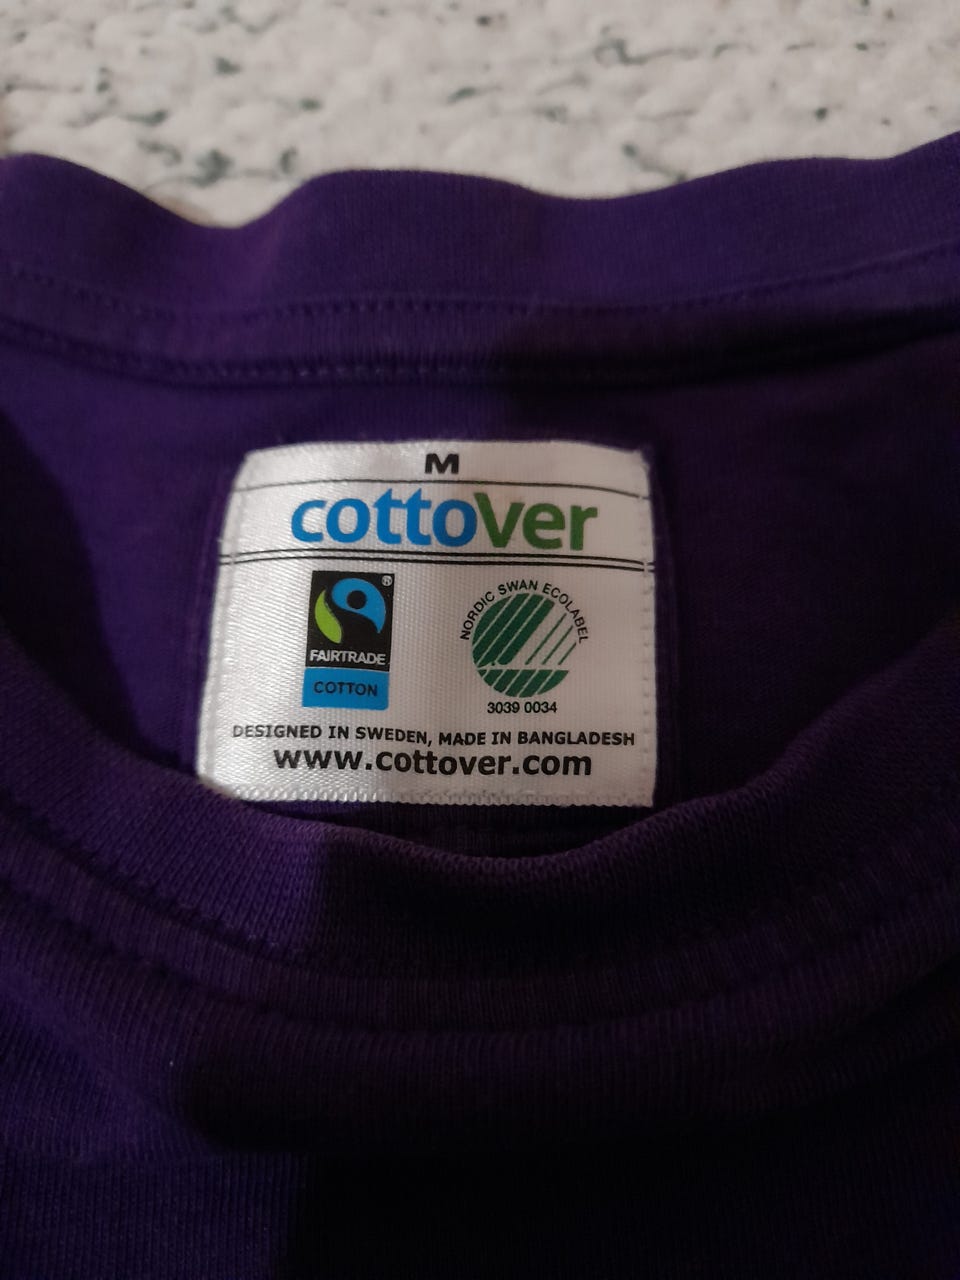 M
cottover
®
FAIRTRADE
COTTON
NORDIC SWAN ECOLABEL
3039 0034
DESIGNED IN SWEDEN, MADE IN BANGLADESH
www.cottover.com